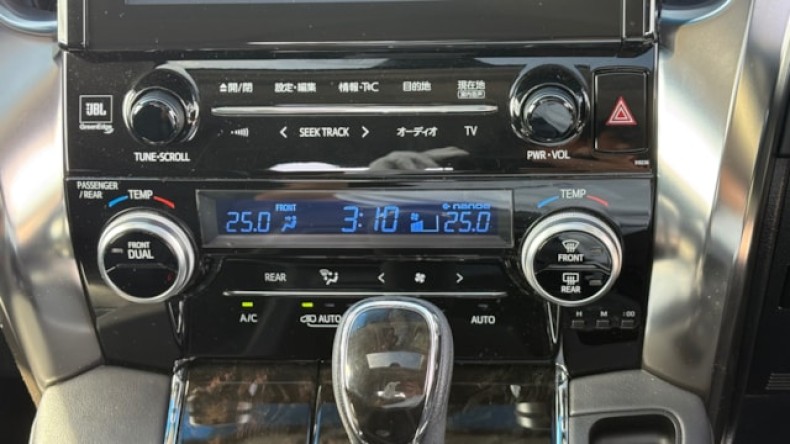 開/閉 設定・編集 情報・T&C 目的地 現在地
JBL
GreenEdge
SEEK TRACK オーディオ TV
TUNE・SCROLL PWR・VOL
PASSENGER
/ REAR
TEMP TEMP
FRONT nanoe
25.0 3:10 25.0
FRONT
DUAL
FRONT
REAR
REAR
A/C AUTO AUTO
H M :00